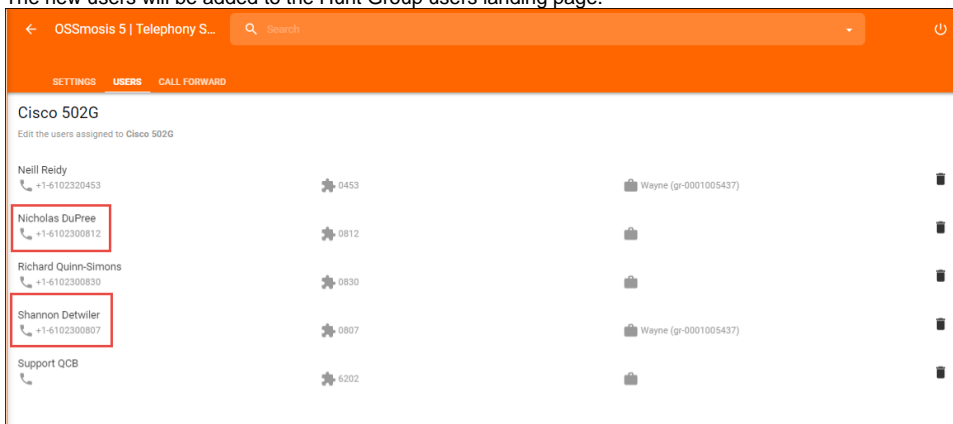 The new users will be added to the Hunt Group users landing page.
OSSmosis 5 | Telephony S... Search
SETTINGS USERS CALL FORWARD
Cisco 502G
Edit the users assigned to Cisco 502G
Neill Reidy
+1-6102320453 0453 Wayne (gr-0001005437)
Nicholas DuPree
+1-6102300812 0812
Richard Quinn-Simons
+1-6102300830 0830
Shannon Detwiler
+1-6102300807 0807 Wayne (gr-0001005437)
Support QCB
6202